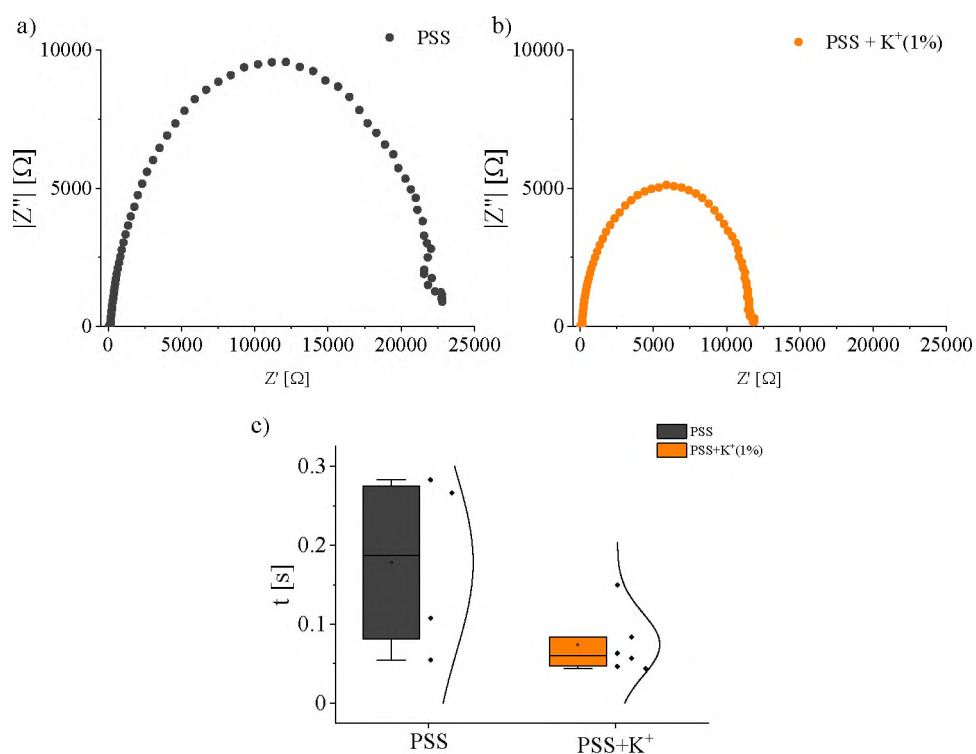 a)
PSS
10000
5000
0
|Z"| [Ω]
0 5000 10000 15000 20000 25000
Z' [Ω]
b)
PSS + K⁺(1%)
10000
5000
0
|Z"| [Ω]
0 5000 10000 15000 20000 25000
Z' [Ω]
c)
PSS
PSS+K⁺(1%)
0.3
0.2
0.1
0
t [s]
PSS PSS+K⁺